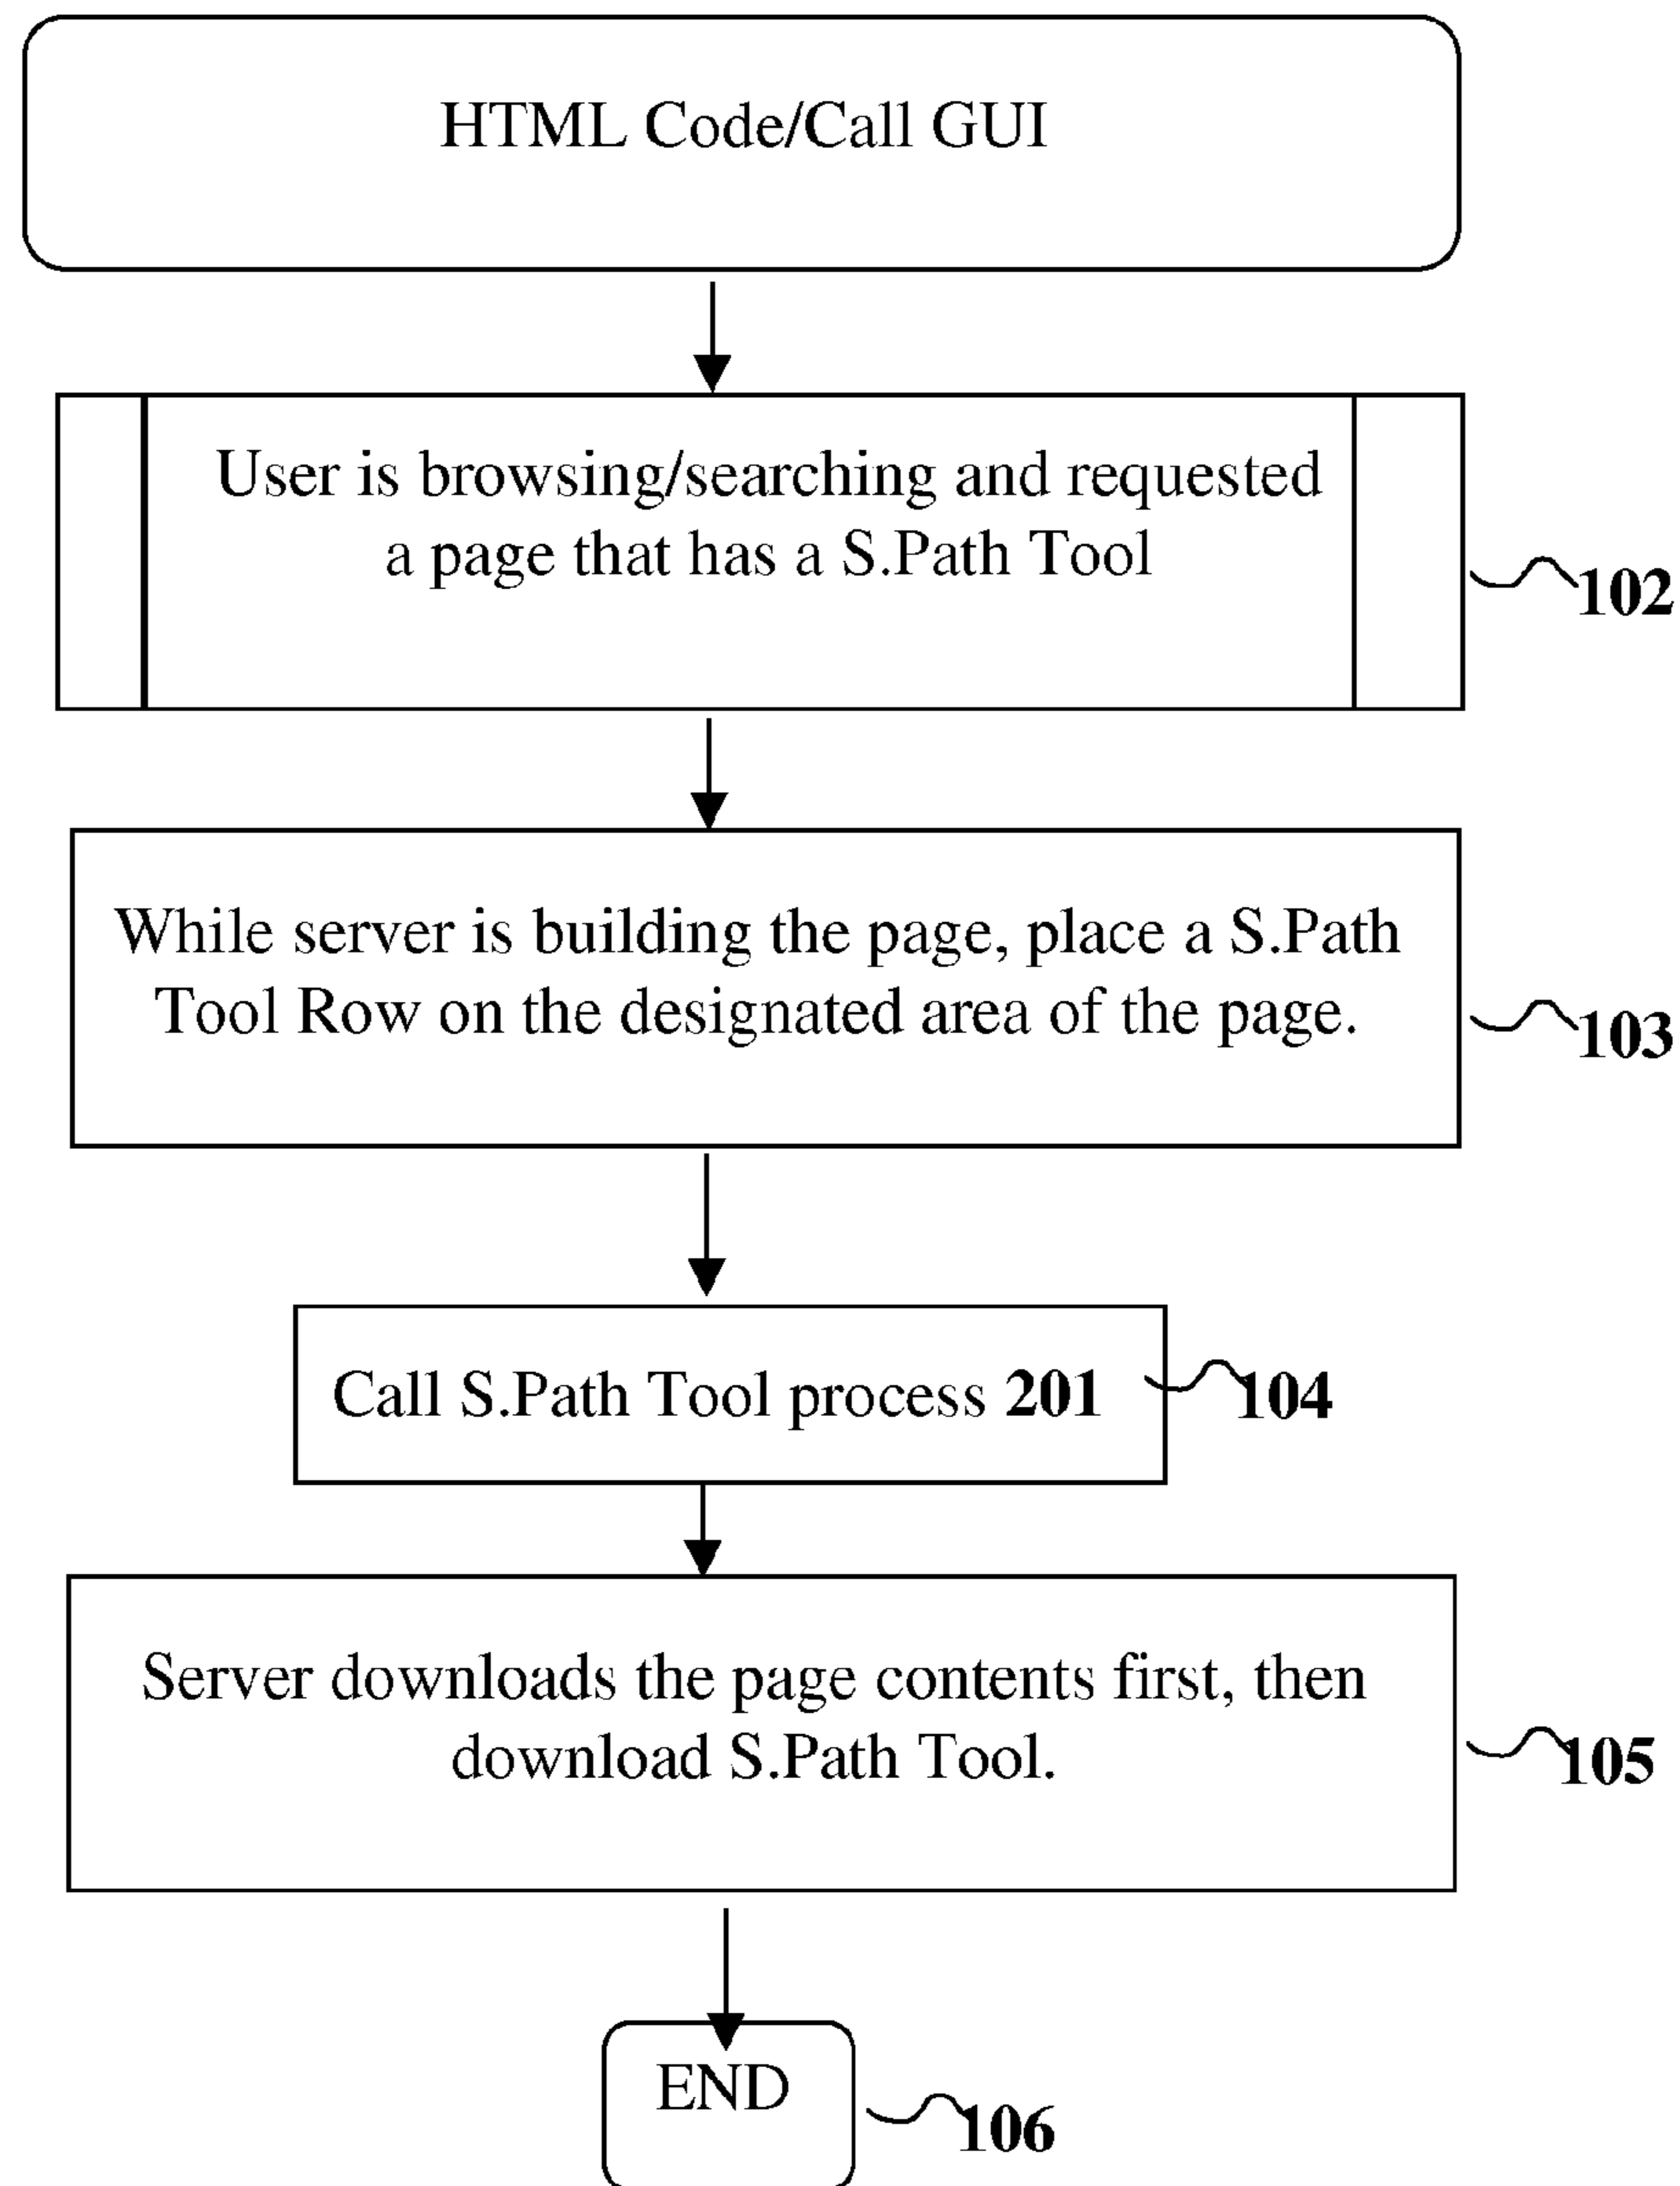 HTML Code/Call GUI
User is browsing/searching and requested
a page that has a S.Path Tool
102
While server is building the page, place a S.Path
Tool Row on the designated area of the page.
103
Call S.Path Tool process 201
104
Server downloads the page contents first, then
download S.Path Tool.
105
END
106